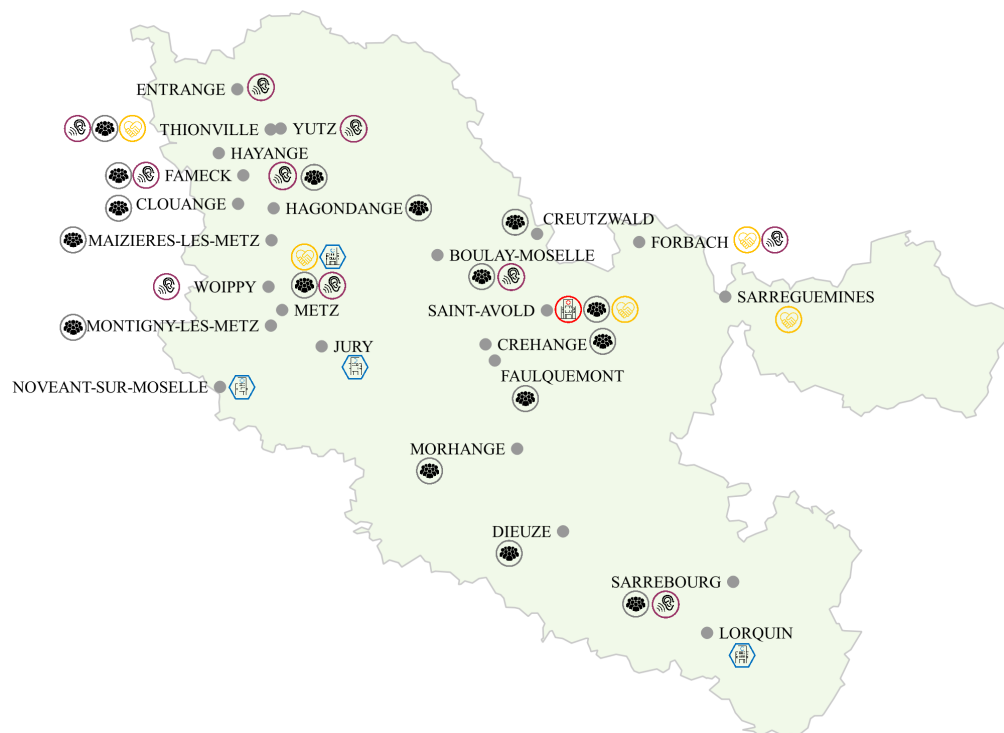 ENTRANGE
THIONVILLE
YUTZ
HAYANGE
FAMECK
CLOUANGE
HAGONDANGE
CREUTZWALD
MAIZIERES-LES-METZ
FORBACH
BOULAY-MOSELLE
WOIPPY
SARREGUEMINES
METZ
SAINT-AVOLD
MONTIGNY-LES-METZ
JURY
CREHANGE
FAULQUEMONT
NOVEANT-SUR-MOSELLE
MORHANGE
DIEUZE
SARREBOURG
LORQUIN